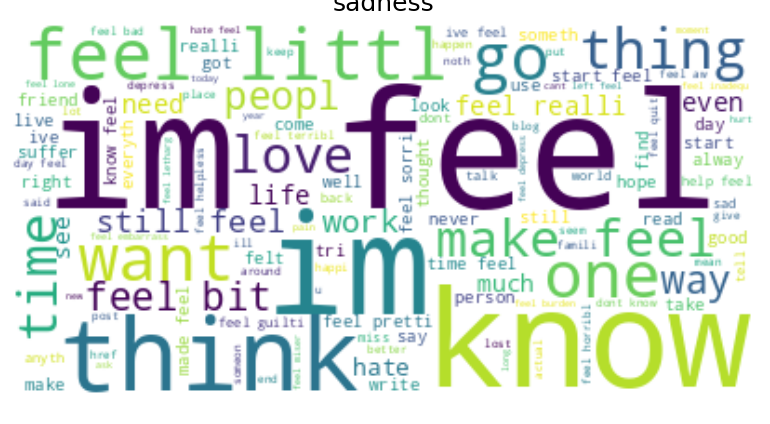 sadness
feel bad
hate feel
ive feel
someth
moment
feel littl
realli
got
keep
happen
noth
go
put
thing
feel lone
depress
today
place
start feel
use
cant
left feel
feel aw
feel inadequ
friend
lot
need
peopl
year
look
feel realli
even
live
ive
im feel
come
dont
blog
day
hurt
know feel
everyth
feel terribl
feel quit
find
start
suffer
day feel
feel letharg
feel helpless
love
feel sorri
thought
talk
feel depress
world
alway
right
well
hope
help feel
said
life
back
sad
give
time
see
still feel
work
never
still
read
feel embarrass
ill
im
pain
make feel
seem
famili
good
want
felt
tri
time feel
mean
tell
around
happi
much
one
way
new
feel bit
u
person
feel burden
dont know
take
post
made feel
feel guilti
feel pretti
know
think
miss
say
lost
long
actual
feel horribl
anyth
href
ask
someon
feel miser
better
hate
make
end
write